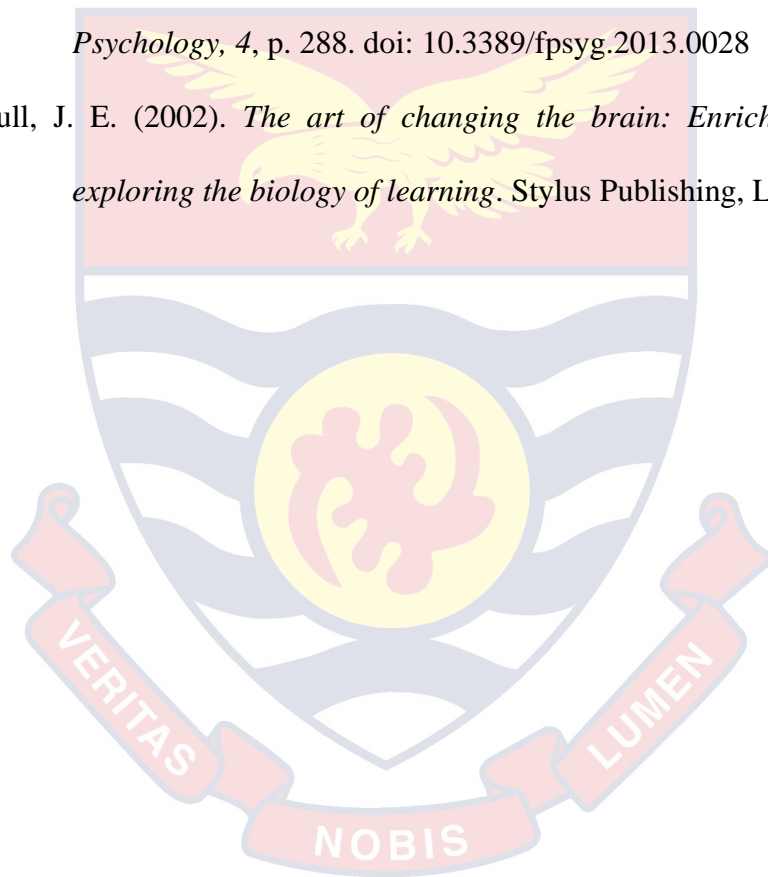 Psychology, 4, p. 288. doi: 10.3389/fpsyg.2013.0028
ull, J. E. (2002). The art of changing the brain: Enrich
exploring the biology of learning. Stylus Publishing, L
VERITAS
NOBIS
LUMEN